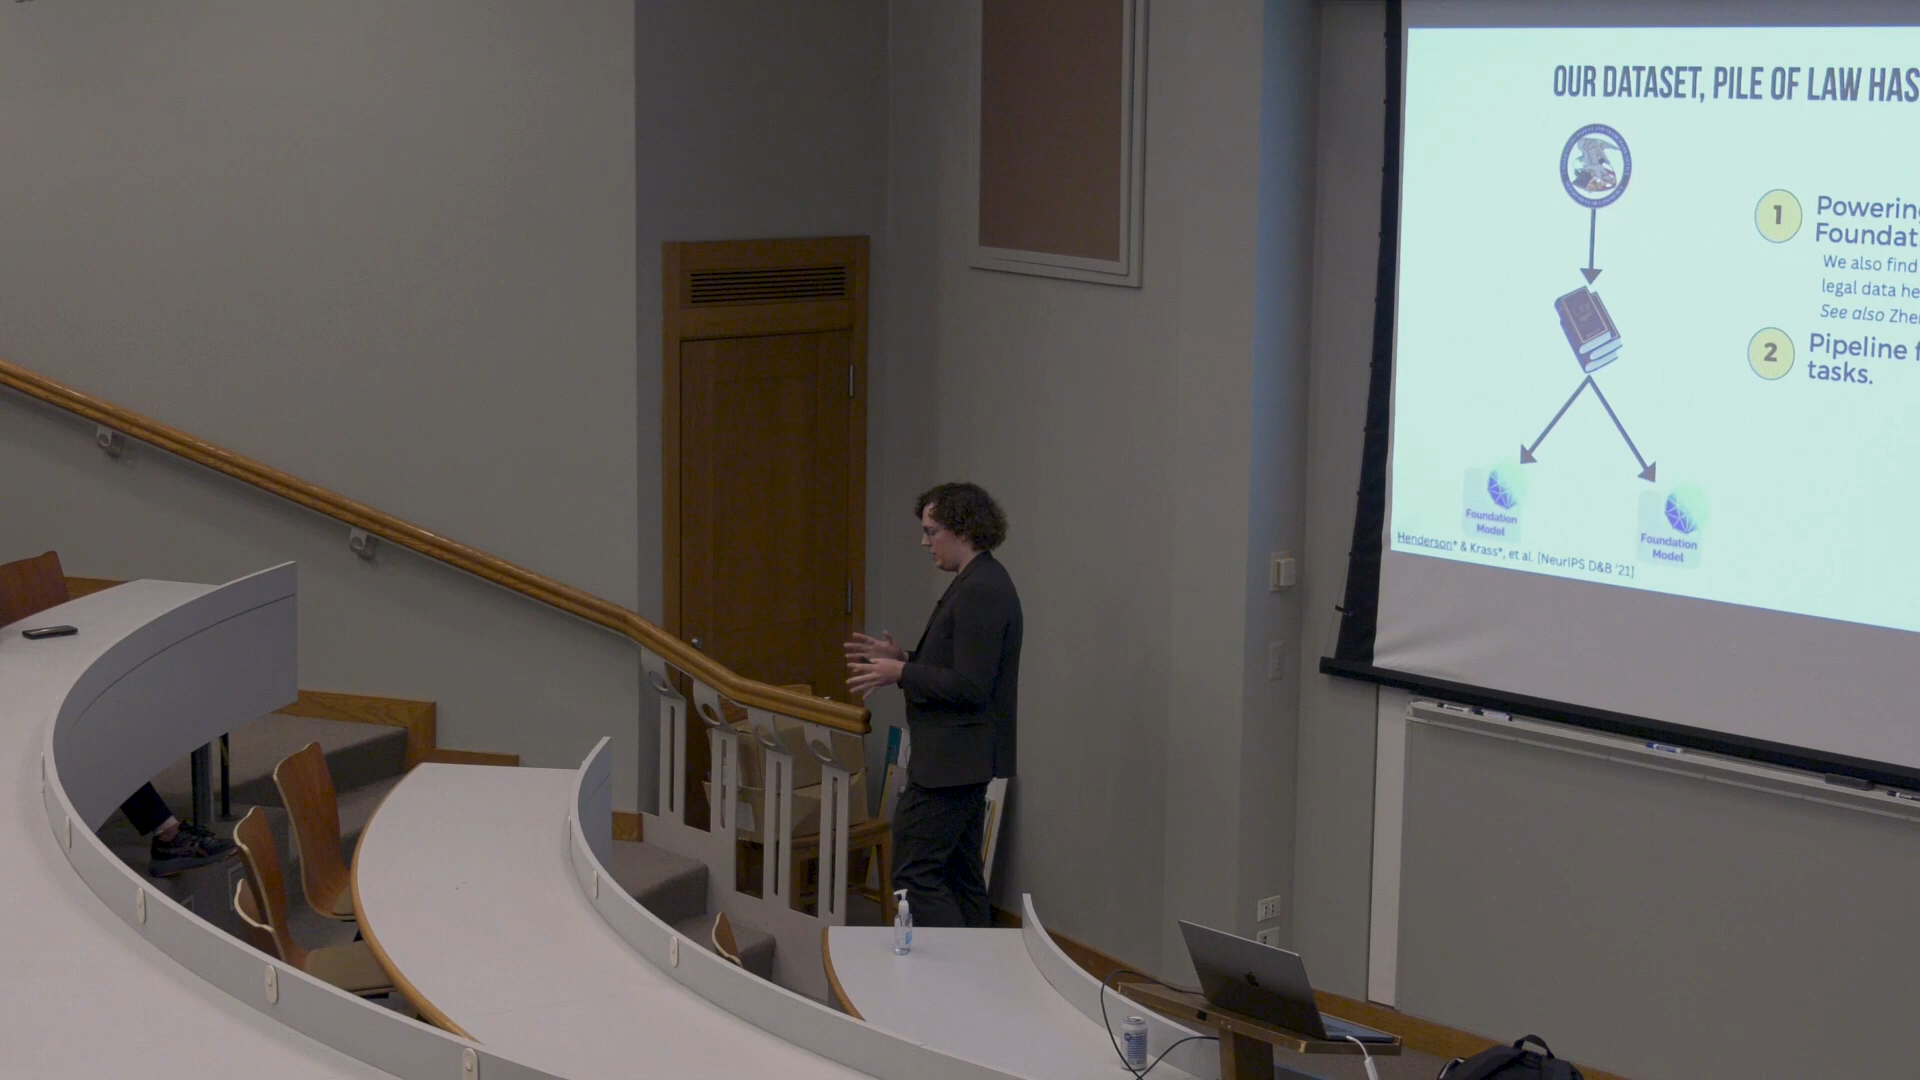 OUR DATASET, PILE OF LAW HAS
1
Powering
Foundat
We also find
legal data he
See also Zhe
2
Pipeline f
tasks.
Foundation
Model
Foundation
Model
Henderson* & Krass*, et al. [NeurIPS D&B '21]